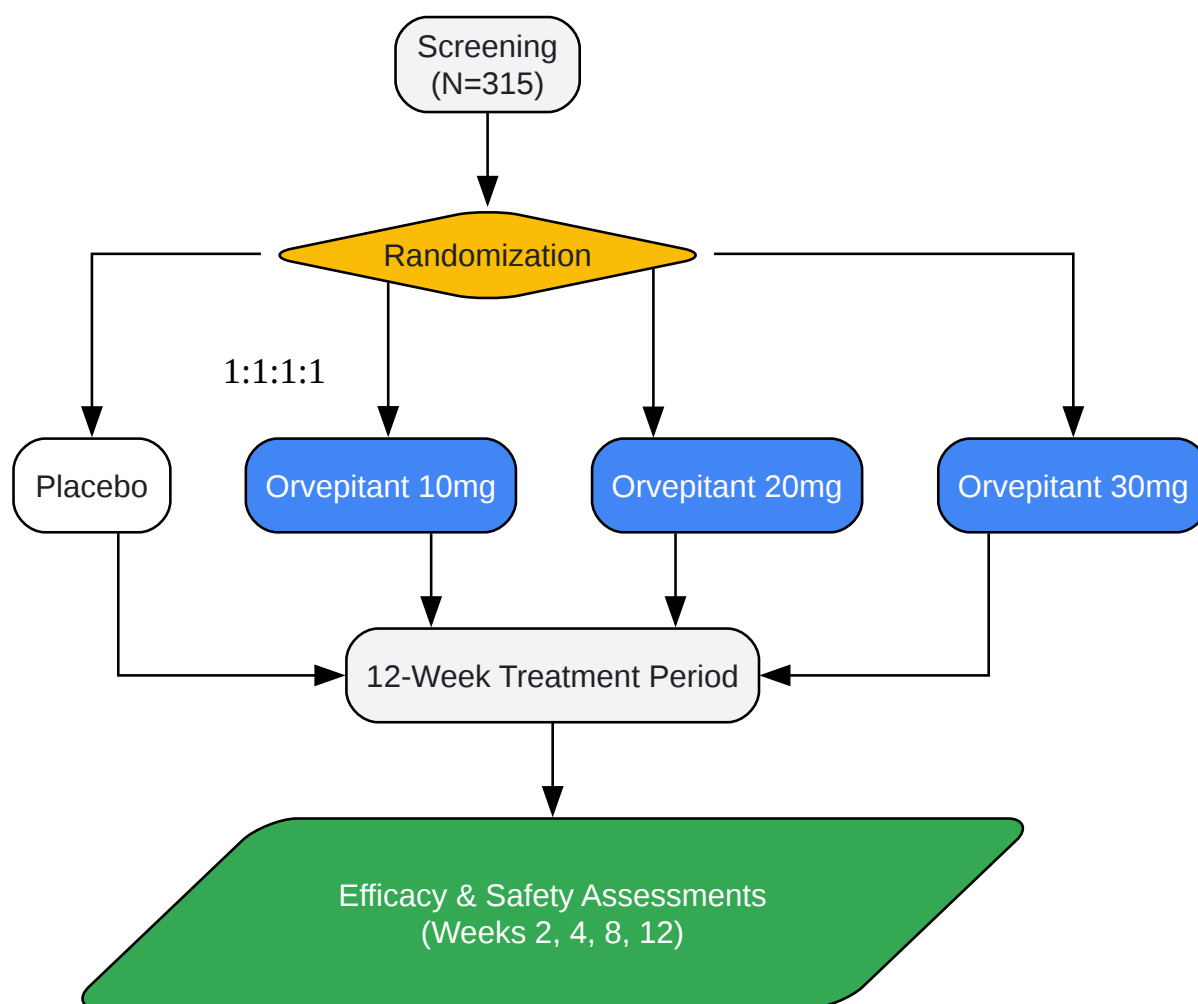 Screening
(N=315)
Randomization
1:1:1:1
Placebo
Orvepitant 10mg
Orvepitant 20mg
Orvepitant 30mg
12-Week Treatment Period
Efficacy & Safety Assessments
(Weeks 2, 4, 8, 12)